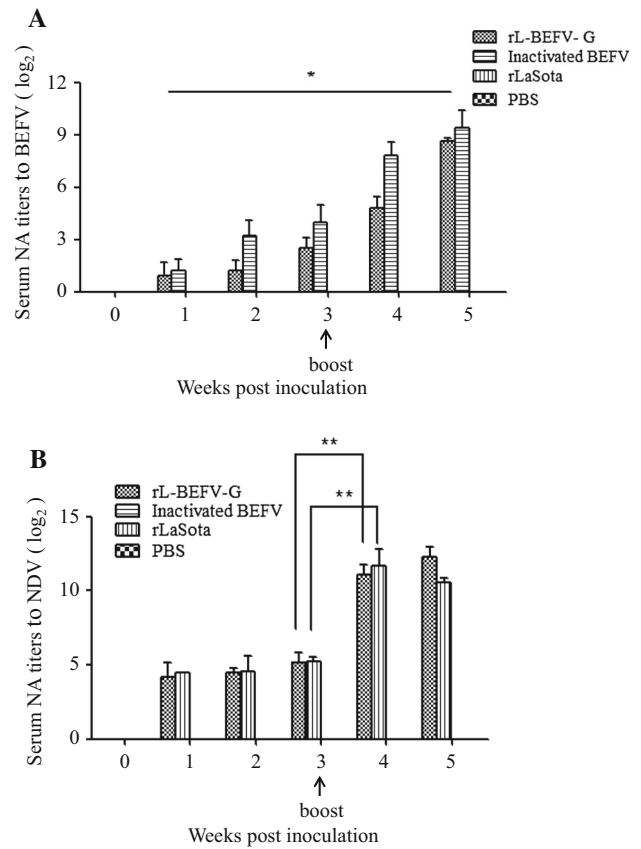 A
rL-BEFV- G
Inactivated BEFV
rLaSota
PBS
Serum NA titers to BEFV ( log2 )
12
9
6
3
0
*
0 1 2 3 4 5
boost
Weeks post inoculation
B
**
**
rL-BEFV-G
Inactivated BEFV
rLaSota
PBS
Serum NA titers to NDV ( log2 )
15
10
5
0
0 1 2 3 4 5
boost
Weeks post inoculation